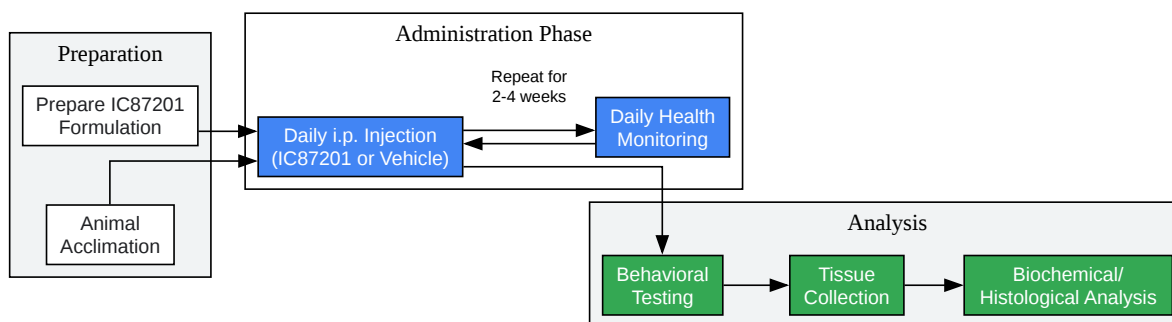 Preparation
Prepare IC87201
Formulation
Animal
Acclimation
Administration Phase
Repeat for
2-4 weeks
Daily i.p. Injection
(IC87201 or Vehicle)
Daily Health
Monitoring
Analysis
Behavioral
Testing
Tissue
Collection
Biochemical/
Histological Analysis